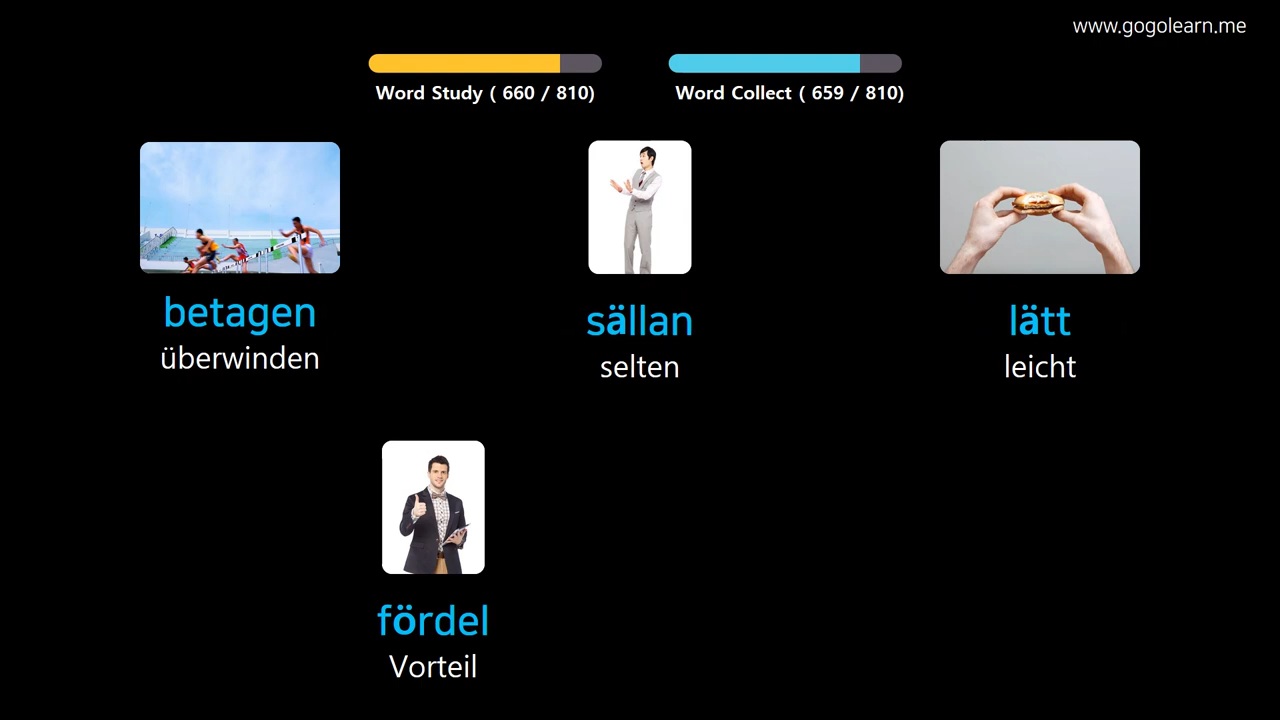 www.gogolearn.me
Word Study ( 660 / 810)
Word Collect ( 659 / 810)
betagen
überwinden
sällan
selten
lätt
leicht
fördel
Vorteil